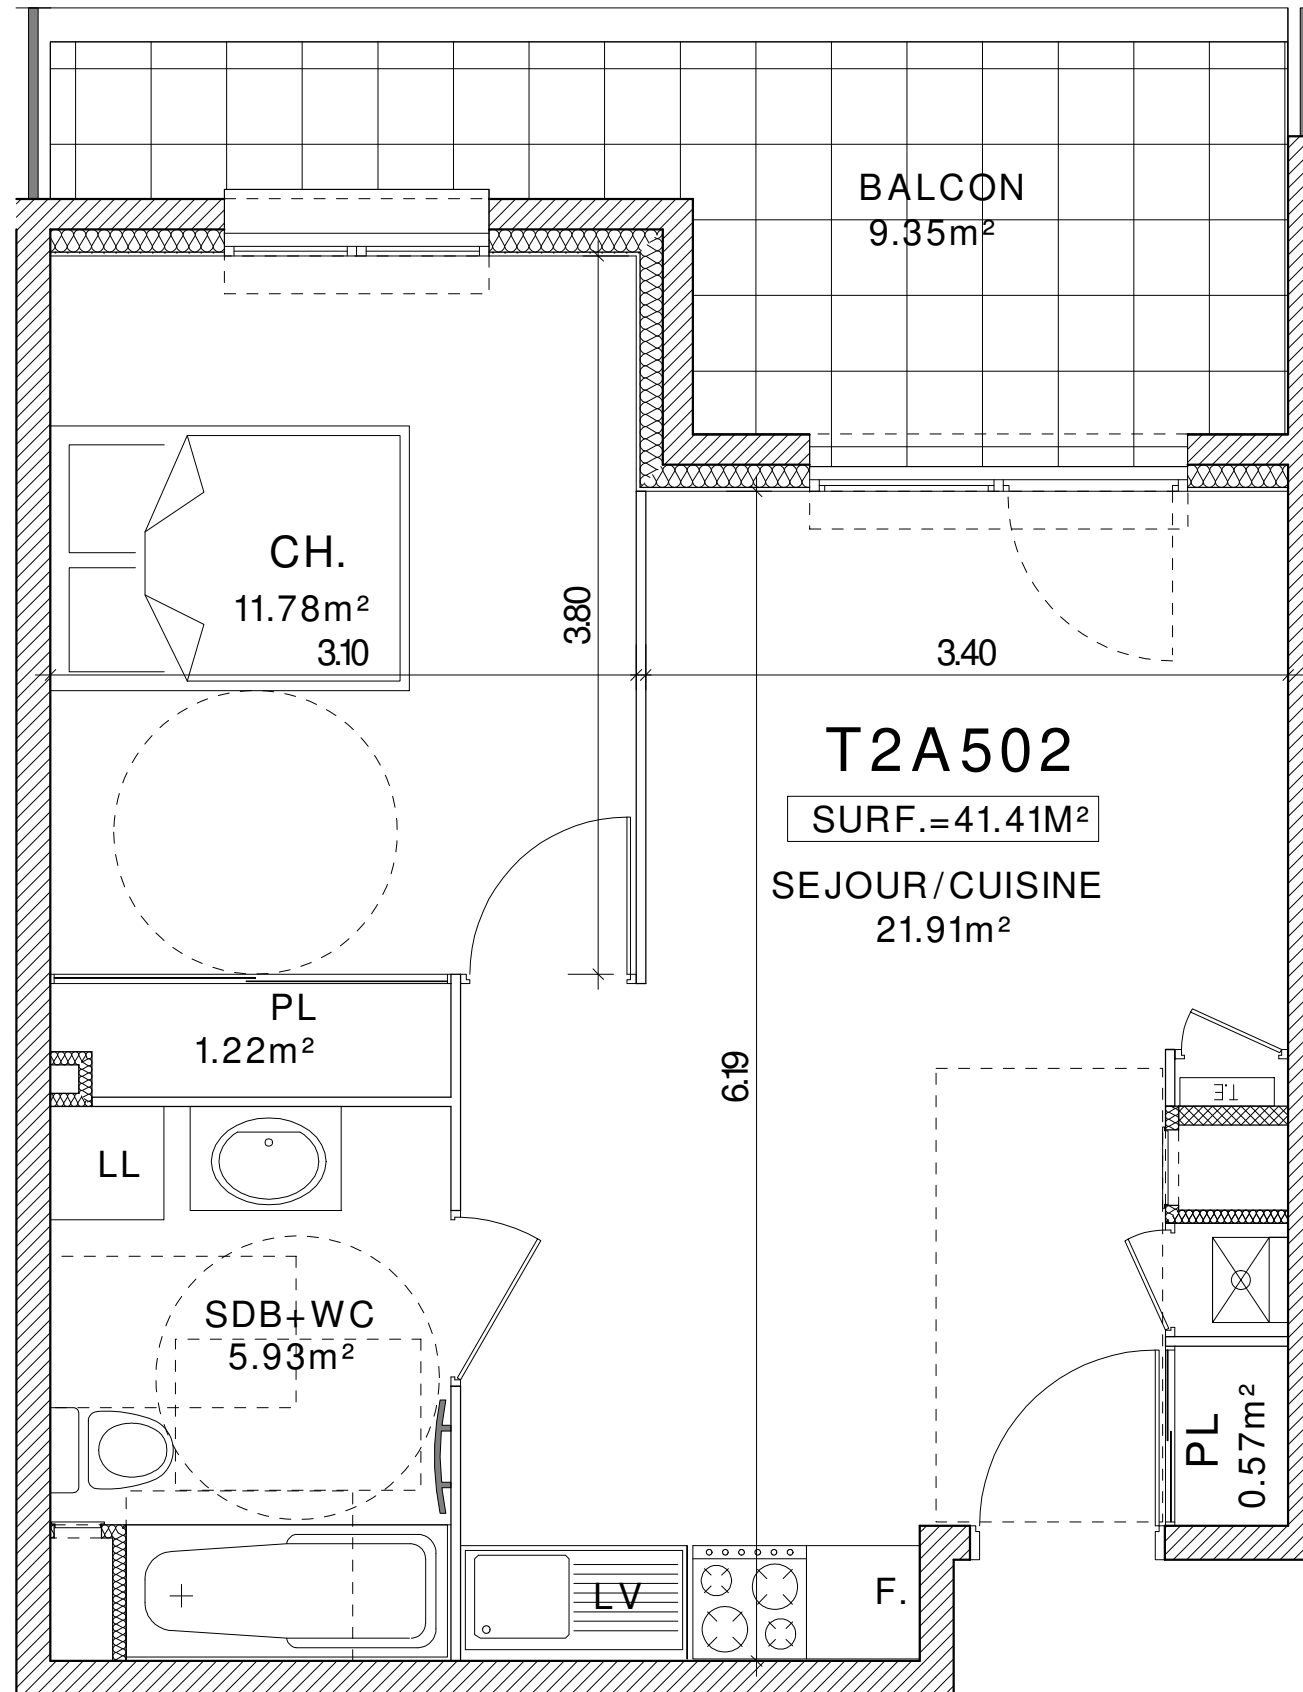 BALCON
9.35m²
CH.
11.78m²
3.10
3.80
3.40
T2A502
SURF.=41.41M²
SEJOUR/CUISINE
21.91m²
PL
1.22m²
6.19
T.E
LL
SDB+WC
5.93m²
PL
0.57m²
LV
F.